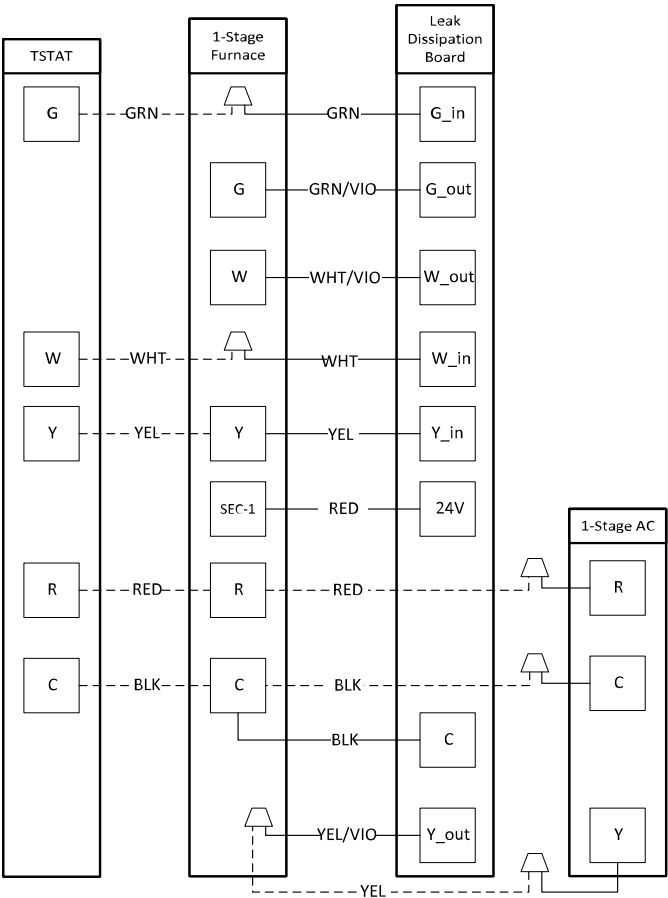 TSTAT
1-Stage
Furnace
Leak
Dissipation
Board
G GRN GRN G_in
G GRN/VIO G_out
W WHT/VIO W_out
W WHT WHT W_in
Y YEL Y YEL Y_in
SEC-1 RED 24V
1-Stage AC
R RED R RED R
C BLK C BLK C
BLK C
YEL/VIO Y_out Y
YEL